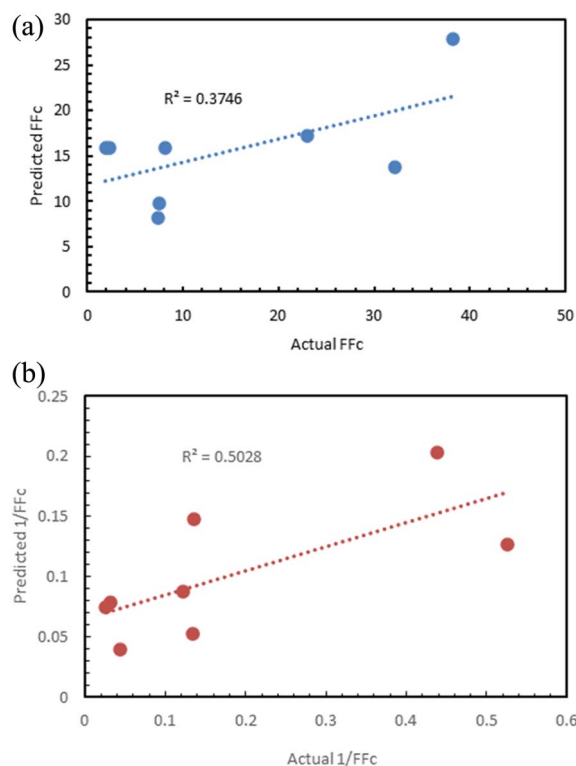 (a)
30
25
20
15
10
5
0
Predicted FFc
R² = 0.3746
0 10 20 30 40 50
Actual FFc
(b)
0.25
0.2
0.15
0.1
0.05
0
Predicted 1/FFc
R² = 0.5028
0 0.1 0.2 0.3 0.4 0.5 0.6
Actual 1/FFc